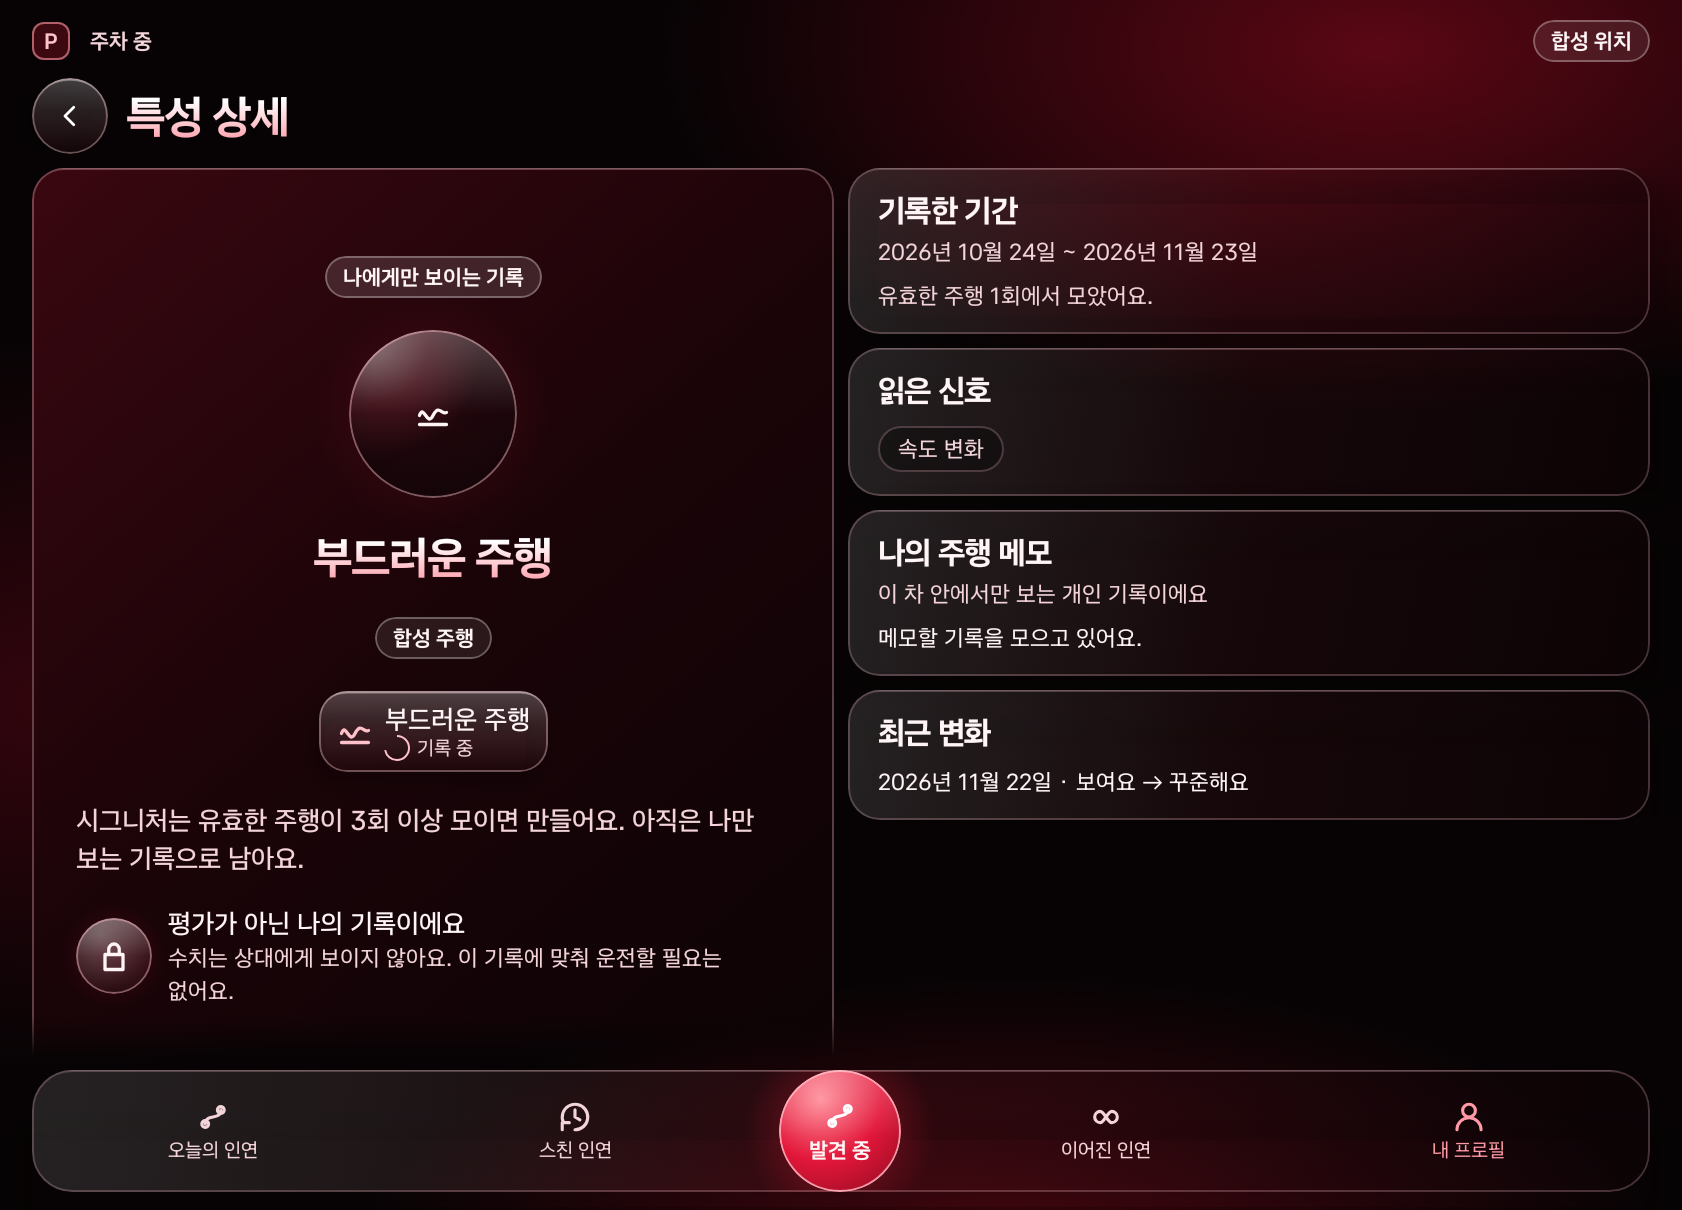 P 주차 중
합성 위치
특성 상세
나에게만 보이는 기록
부드러운 주행
합성 주행
부드러운 주행
기록 중
시그니처는 유효한 주행이 3회 이상 모이면 만들어요. 아직은 나만
보는 기록으로 남아요.
평가가 아닌 나의 기록이에요
수치는 상대에게 보이지 않아요. 이 기록에 맞춰 운전할 필요는
없어요.
기록한 기간
2026년 10월 24일 ~ 2026년 11월 23일
유효한 주행 1회에서 모았어요.
읽은 신호
속도 변화
나의 주행 메모
이 차 안에서만 보는 개인 기록이에요
메모할 기록을 모으고 있어요.
최근 변화
2026년 11월 22일 · 보여요 → 꾸준해요
오늘의 인연
스친 인연
발견 중
이어진 인연
내 프로필